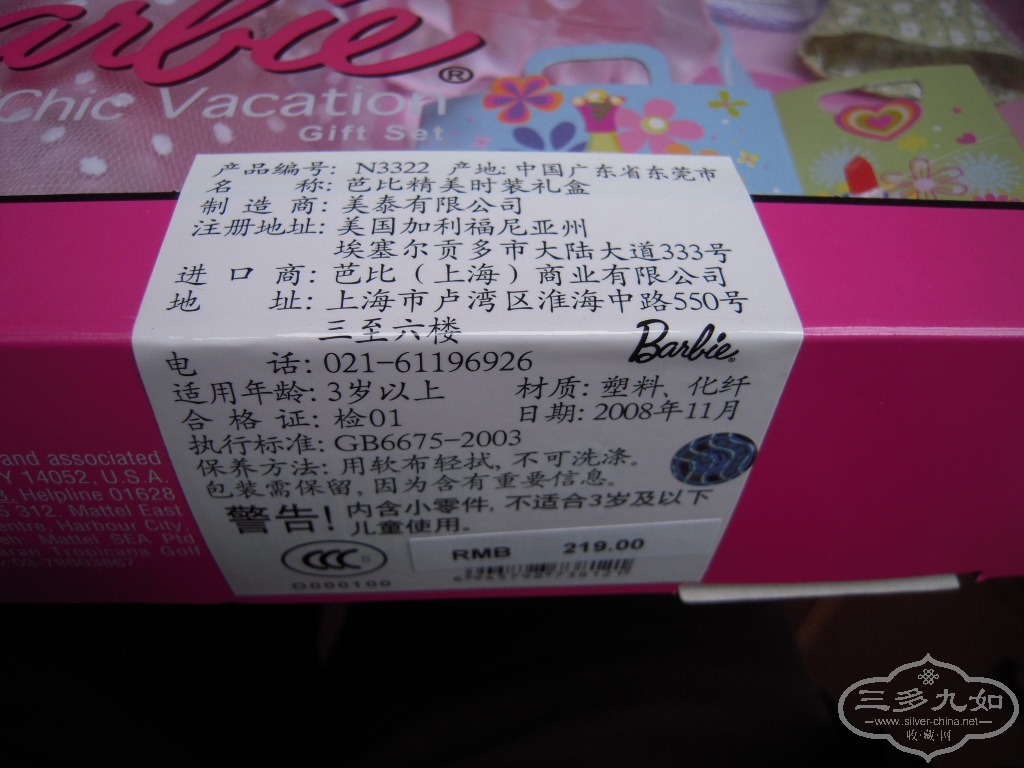 Barbie®
Chic Vacation
Gift Set
产品编号: N3322 产地: 中国广东省东莞市
名 称: 芭比精美时装礼盒
制造商: 美泰有限公司
注册地址: 美国加利福尼亚州
埃塞尔贡多市大陆大道333号
进口商: 芭比（上海）商业有限公司
地 址: 上海市卢湾区淮海中路550号
三至六楼
Barbie
电 话: 021-61196926
适用年龄: 3岁以上 材质: 塑料、化纤
合格证: 检01 日期: 2008年11月
执行标准: GB6675-2003
保养方法: 用软布轻拭, 不可洗涤。
包装需保留, 因为含有重要信息。
警告! 内含小零件, 不适合3岁及以下
儿童使用。
CCC S
RMB 219.00
and associated
Y 14052, U.S.A.
Helpline 01628
312. Mattel East
Centre, Harbour City,
Mattel SEA Ptd
Tropicana Golf
三多九如
www.silver-china.net
收·藏·网